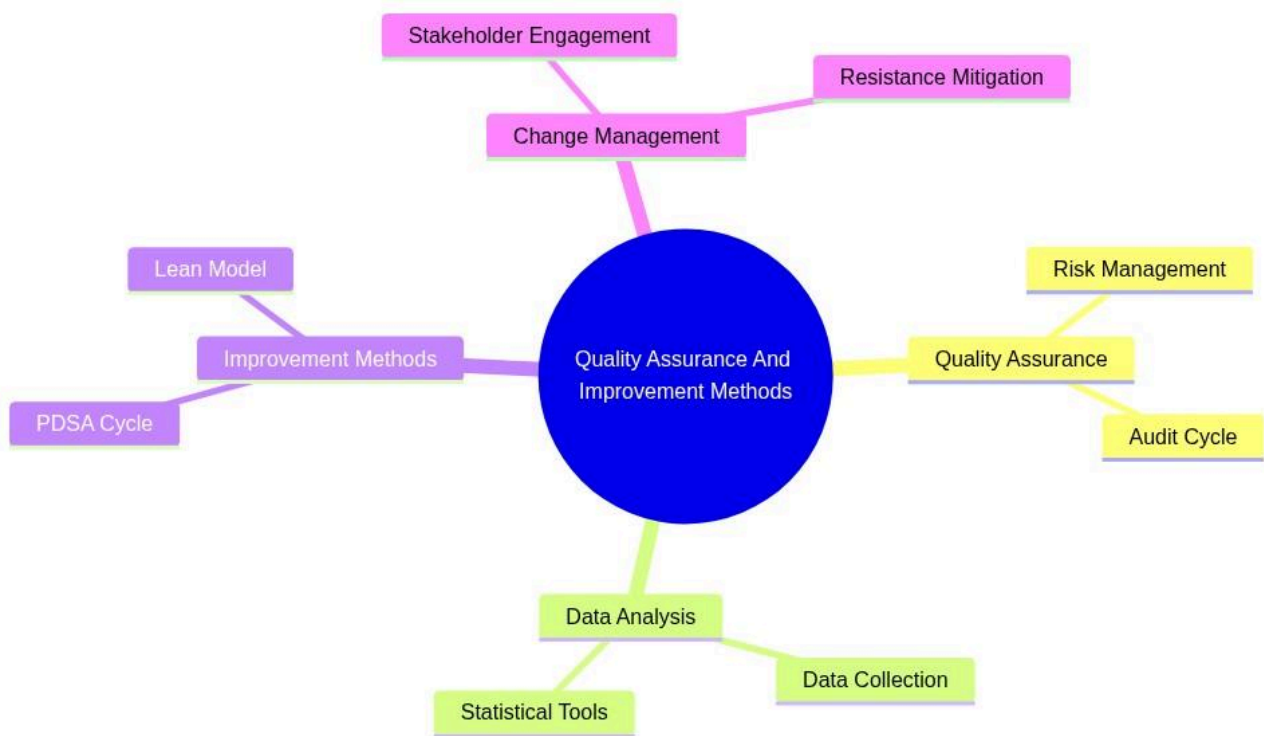 Stakeholder Engagement
Resistance Mitigation
Change Management
Lean Model
Risk Management
Improvement Methods
Quality Assurance And
Improvement Methods
Quality Assurance
PDSA Cycle
Audit Cycle
Data Analysis
Data Collection
Statistical Tools